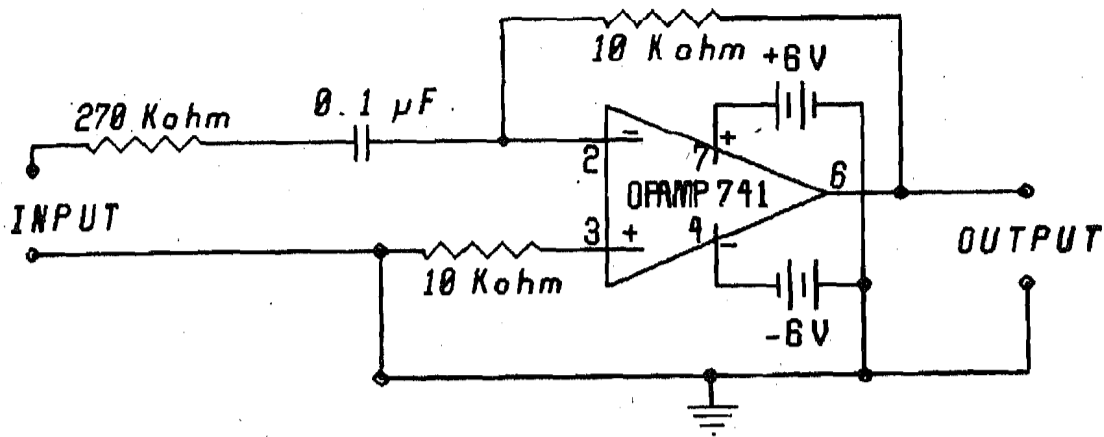 10 Kohm
+6V
0.1 μF
270 Kohm
2
-
7
+
OPAMP 741
6
INPUT
3
+
4
-
OUTPUT
10 Kohm
-6V